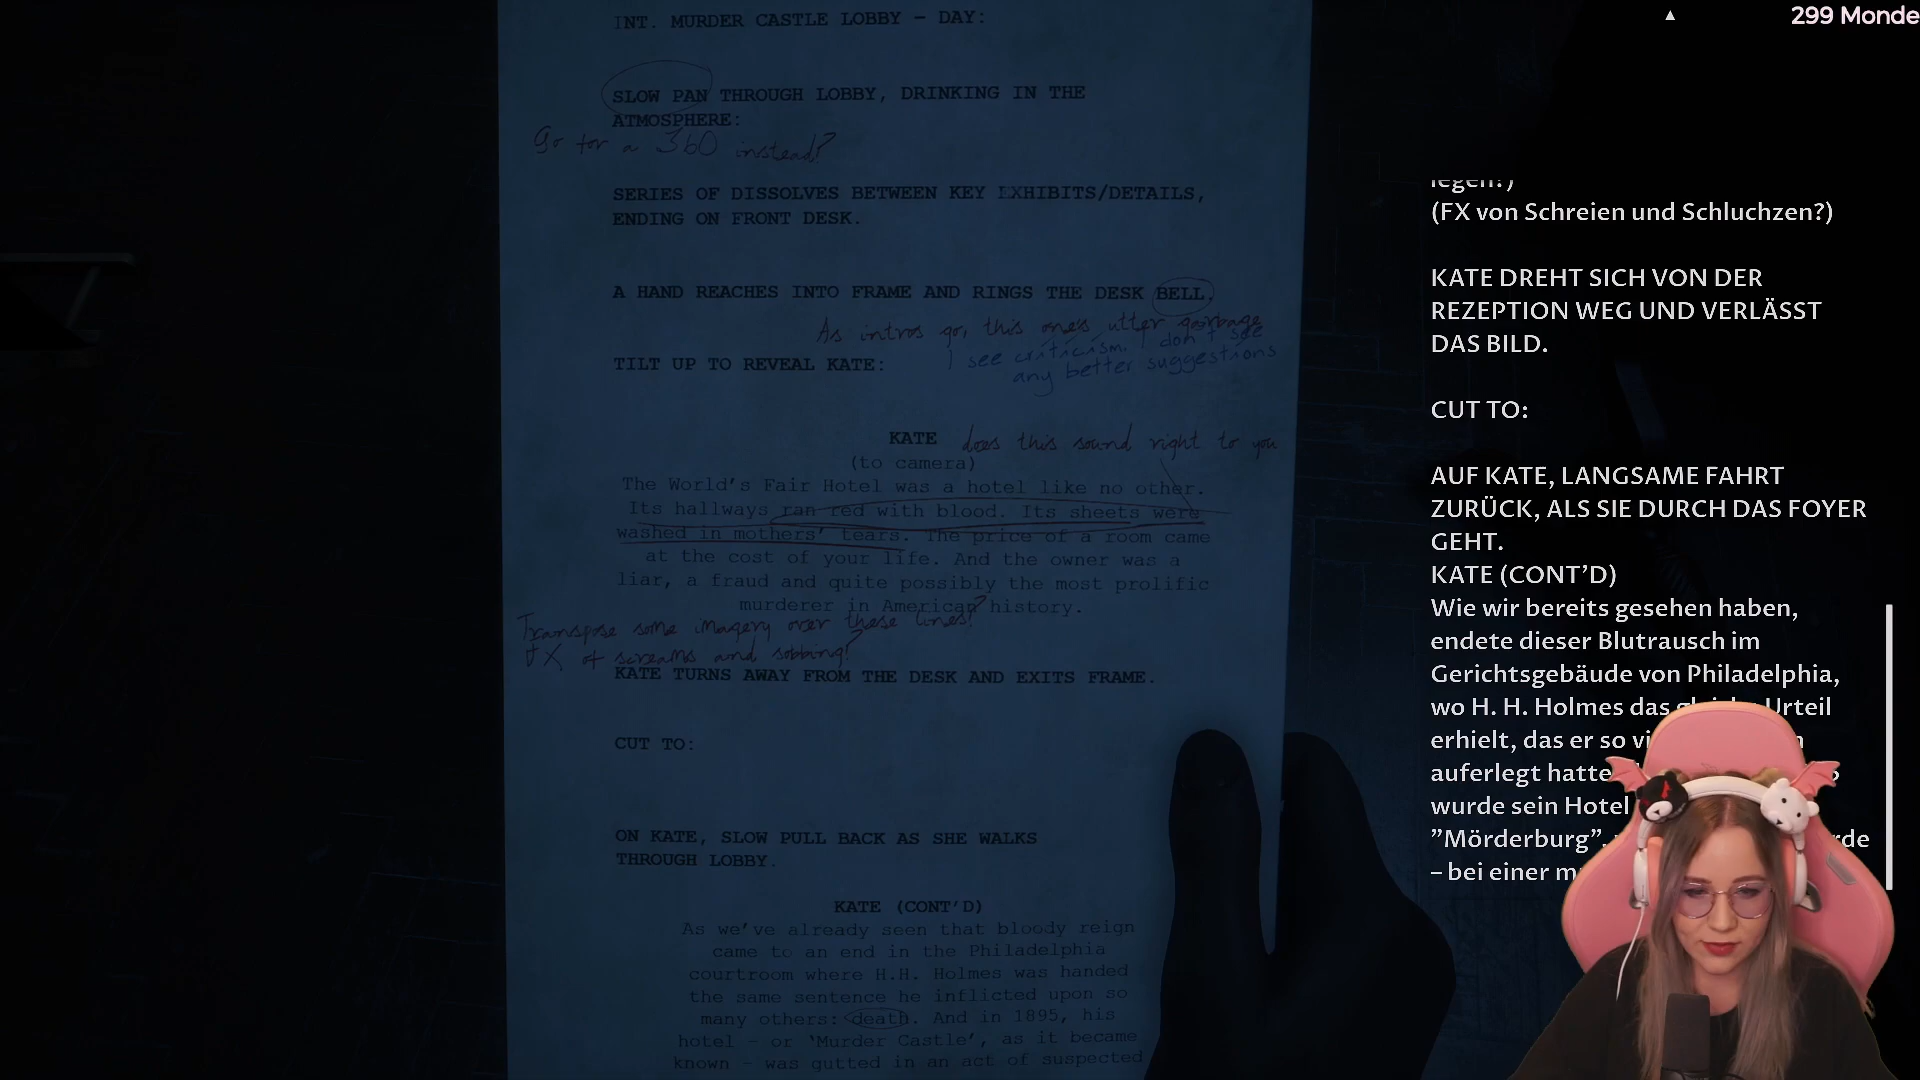 299 Monde
INT. MURDER CASTLE LOBBY – DAY:
SLOW PAN THROUGH LOBBY, DRINKING IN THE
ATMOSPHERE:
Go for a 360 instead?
SERIES OF DISSOLVES BETWEEN KEY EXHIBITS/DETAILS,
ENDING ON FRONT DESK.
A HAND REACHES INTO FRAME AND RINGS THE DESK BELL.
As intros go, this one's utter garbage
I see criticism. I don't see
any better suggestions
TILT UP TO REVEAL KATE:
KATE does this sound right to you
(to camera)
The World's Fair Hotel was a hotel like no other.
Its hallways ran red with blood. Its sheets were
washed in mothers' tears. The price of a room came
at the cost of your life. And the owner was a
liar, a fraud and quite possibly the most prolific
murderer in American history.
Transpose some imagery over these lines?
FX of screams and sobbing?
KATE TURNS AWAY FROM THE DESK AND EXITS FRAME.
CUT TO:
ON KATE, SLOW PULL BACK AS SHE WALKS
THROUGH LOBBY.
KATE (CONT'D)
As we've already seen that bloody reign
came to an end in the Philadelphia
courtroom where H.H. Holmes was handed
the same sentence he inflicted upon so
many others: death. And in 1895, his
hotel – or 'Murder Castle', as it became
known – was gutted in an act of suspected
legen?)
(FX von Schreien und Schluchzen?)
KATE DREHT SICH VON DER
REZEPTION WEG UND VERLÄSST
DAS BILD.
CUT TO:
AUF KATE, LANGSAME FAHRT
ZURÜCK, ALS SIE DURCH DAS FOYER
GEHT.
KATE (CONT'D)
Wie wir bereits gesehen haben,
endete dieser Blutrausch im
Gerichtsgebäude von Philadelphia,
wo H. H. Holmes das Urteil
erhielt, das er so
auferlegt hatte
wurde sein Hotel
"Mörderburg",
– bei einer